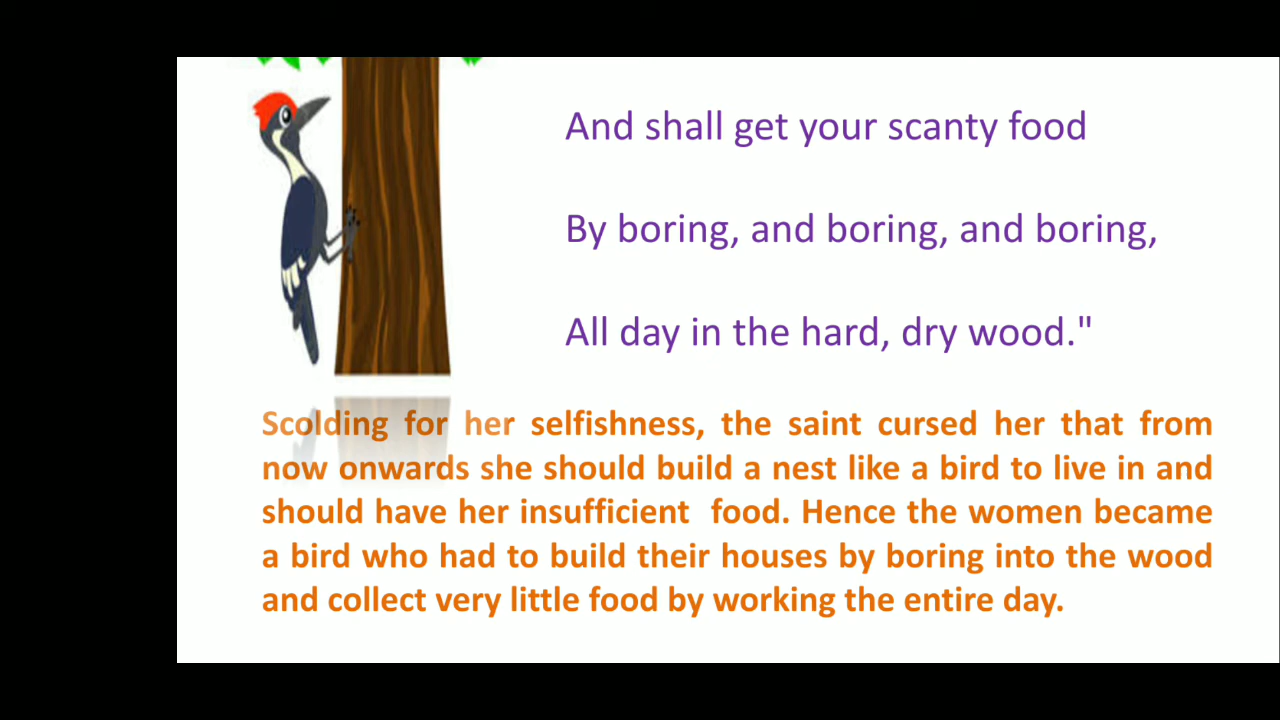 And shall get your scanty food
By boring, and boring, and boring,
All day in the hard, dry wood."
Scolding for her selfishness, the saint cursed her that from
now onwards she should build a nest like a bird to live in and
should have her insufficient food. Hence the women became
a bird who had to build their houses by boring into the wood
and collect very little food by working the entire day.